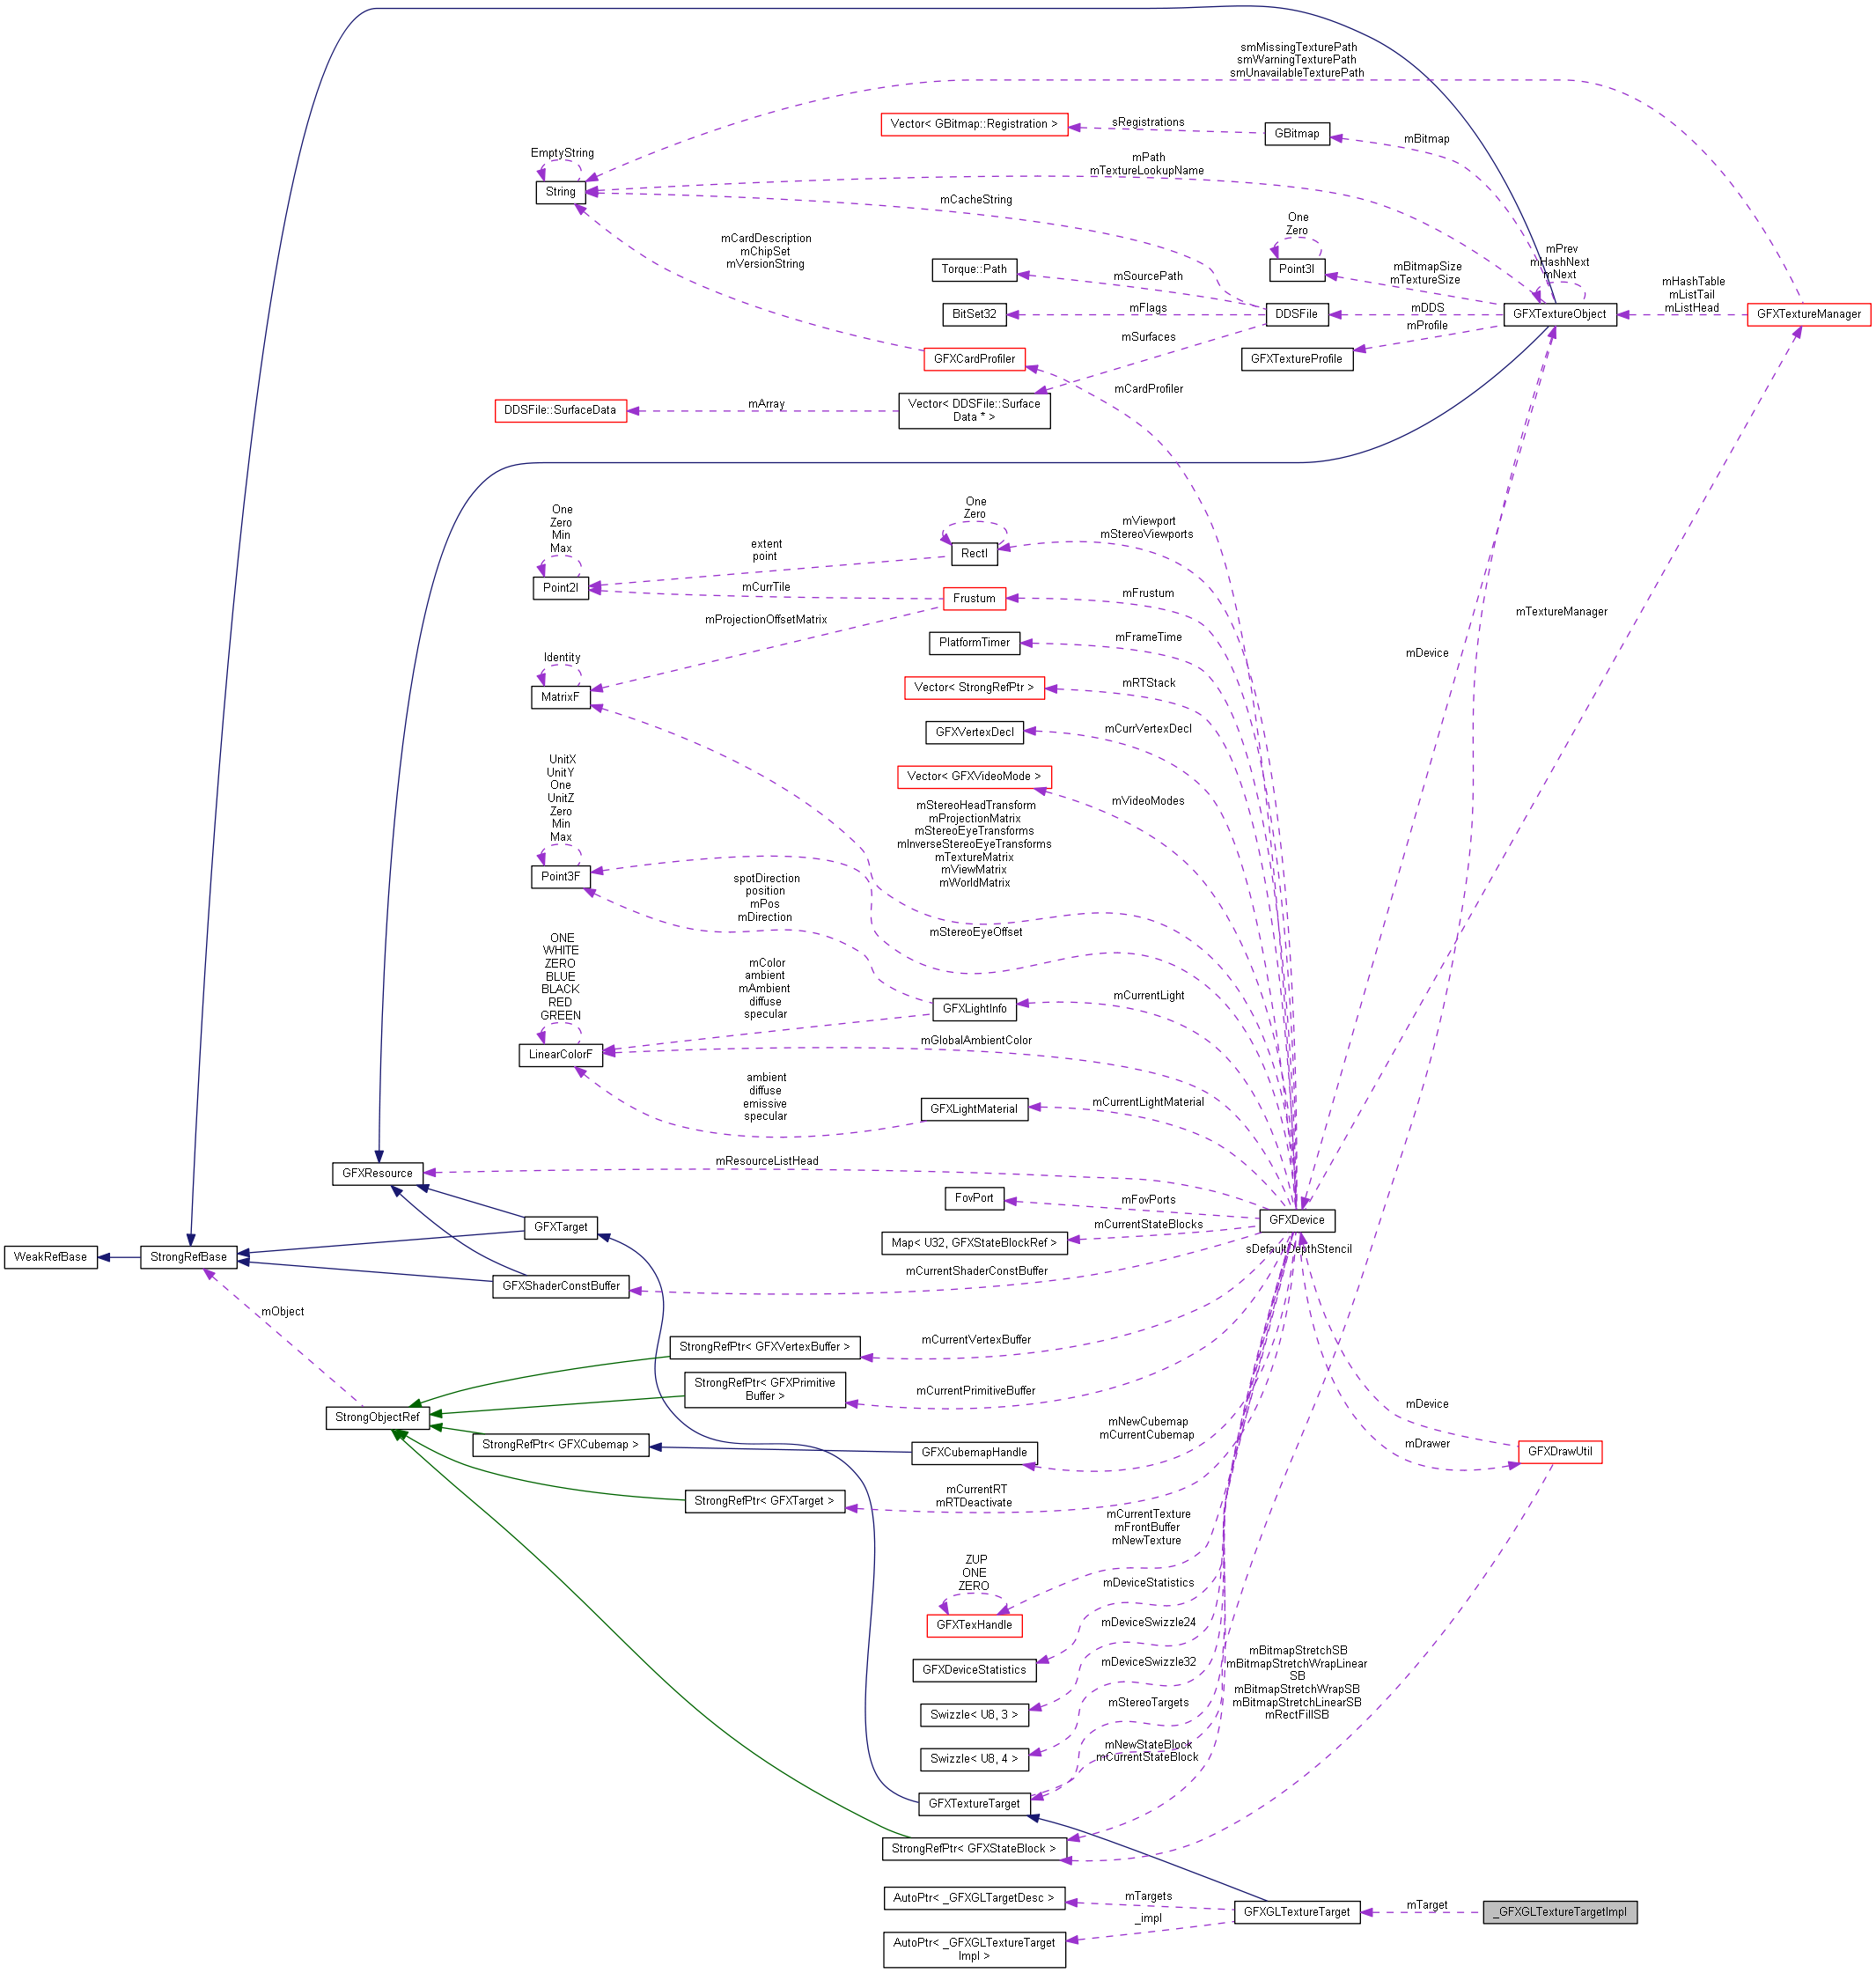 smMissingTexturePath
smWarningTexturePath
smUnavailableTexturePath
Vector< GBitmap::Registration >
sRegistrations
GBitmap
mBitmap
EmptyString
String
mPath
mTextureLookupName
mCacheString
One
Zero
Point3I
mCardDescription
mChipSet
mVersionString
Torque::Path
mSourcePath
mBitmapSize
mTextureSize
mPrev
mHashNext
mNext
mHashTable
mListTail
mListHead
BitSet32
mFlags
DDSFile
mDDS
GFXTextureObject
GFXTextureManager
mSurfaces
mProfile
GFXCardProfiler
GFXTextureProfile
mCardProfiler
DDSFile::SurfaceData
mArray
Vector< DDSFile::Surface
Data * >
One
Zero
Min
Max
Point2I
extent
point
One
Zero
RectI
mViewport
mStereoViewports
mCurrTile
Frustum
mFrustum
mProjectionOffsetMatrix
PlatformTimer
mFrameTime
mTextureManager
mDevice
Identity
MatrixF
Vector< StrongRefPtr >
mRTStack
GFXVertexDecl
mCurrVertexDecl
UnitX
UnitY
One
UnitZ
Zero
Min
Max
Point3F
Vector< GFXVideoMode >
mVideoModes
mStereoHeadTransform
mProjectionMatrix
mStereoEyeTransforms
mInverseStereoEyeTransforms
mTextureMatrix
mViewMatrix
mWorldMatrix
spotDirection
position
mPos
mDirection
mStereoEyeOffset
ONE
WHITE
ZERO
BLUE
BLACK
RED
GREEN
LinearColorF
mColor
ambient
mAmbient
diffuse
specular
GFXLightInfo
mCurrentLight
mGlobalAmbientColor
ambient
diffuse
emissive
specular
GFXLightMaterial
mCurrentLightMaterial
GFXResource
mResourceListHead
FovPort
mFovPorts
GFXDevice
GFXTarget
Map< U32, GFXStateBlockRef >
mCurrentStateBlocks
sDefaultDepthStencil
WeakRefBase
StrongRefBase
GFXShaderConstBuffer
mCurrentShaderConstBuffer
mObject
StrongRefPtr< GFXVertexBuffer >
mCurrentVertexBuffer
StrongRefPtr< GFXPrimitive
Buffer >
mCurrentPrimitiveBuffer
mDevice
StrongObjectRef
StrongRefPtr< GFXCubemap >
GFXCubemapHandle
mNewCubemap
mCurrentCubemap
mDrawer
GFXDrawUtil
StrongRefPtr< GFXTarget >
mCurrentRT
mRTDeactivate
mCurrentTexture
mFrontBuffer
mNewTexture
ZUP
ONE
ZERO
GFXTexHandle
mDeviceStatistics
GFXDeviceStatistics
mDeviceSwizzle24
Swizzle< U8, 3 >
mDeviceSwizzle32
Swizzle< U8, 4 >
mBitmapStretchSB
mBitmapStretchWrapLinear
SB
mBitmapStretchWrapSB
mBitmapStretchLinearSB
mRectFillSB
mStereoTargets
mNewStateBlock
mCurrentStateBlock
GFXTextureTarget
StrongRefPtr< GFXStateBlock >
AutoPtr< _GFXGLTargetDesc >
mTargets
GFXGLTextureTarget
mTarget
_GFXGLTextureTargetImpl
_impl
AutoPtr< _GFXGLTextureTarget
Impl >